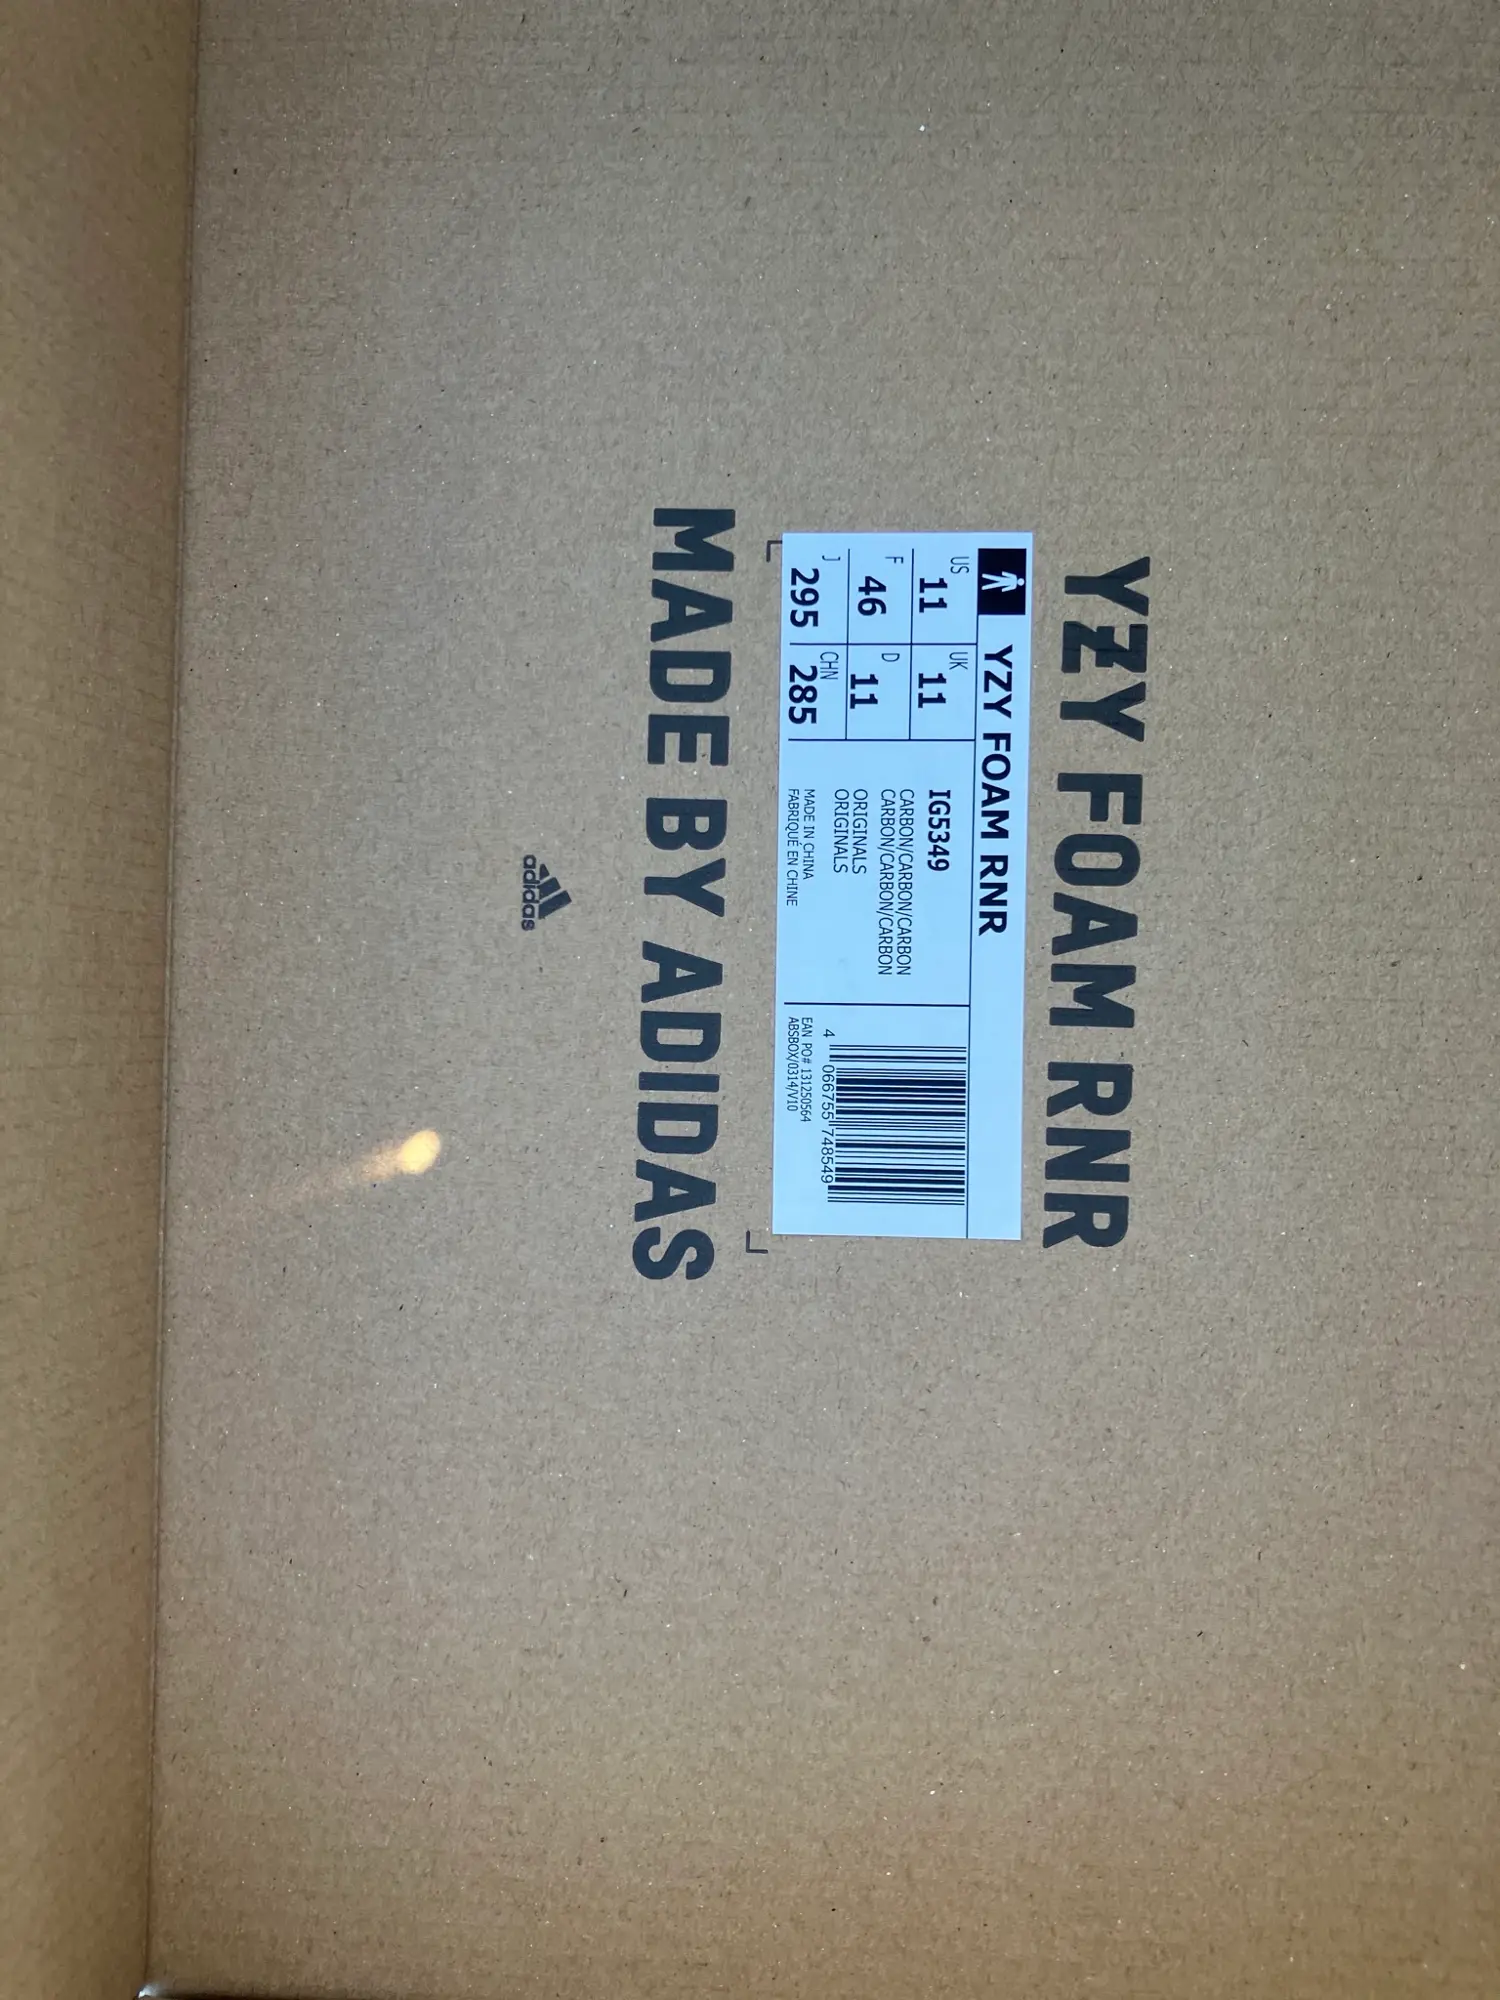 YZY FOAM RNR
YZY FOAM RNR
US 11 UK 11
F 46 D 11
J 295 CHN 285
IG5349
CARBON/CARBON/CARBON
CARBON/CARBON/CARBON
ORIGINALS
ORIGINALS
MADE IN CHINA
FABRIQUÉ EN CHINE
4 066755 748549
EAN PO# 131250564
ABSBOX/0314/V10
MADE BY ADIDAS
adidas